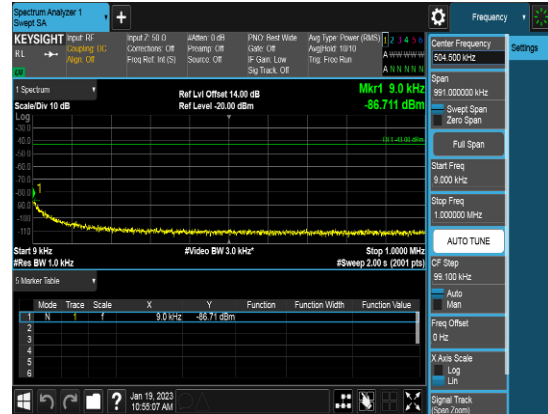 Spectrum Analyzer 1
Swept SA
+
Frequency
KEYSIGHT
Input: RF
Input Z: 50 Ω
#Atten: 0 dB
PNO: Best Wide
Avg Type: Power (RMS)
1 2 3 4 5 6
RL
Coupling: DC
Corrections: Off
Preamp: Off
Gate: Off
Avg|Hold: 10/10
A W W W W W
Align: Off
Freq Ref: Int (S)
Source: Off
IF Gain: Low
Trig: Free Run
Sig Track: Off
A N N N N N
1 Spectrum
Ref Lvl Offset 14.00 dB
Mkr1 9.0 kHz
Scale/Div 10 dB
Ref Level -20.00 dBm
-86.711 dBm
Log
-30.0
-40.0
-50.0
-60.0
-70.0
-80.0
1
-90.0
-100
-110
Start 9 kHz
#Video BW 3.0 kHz*
Stop 1.0000 MHz
#Res BW 1.0 kHz
#Sweep 2.00 s (2001 pts)
5 Marker Table
Mode Trace Scale X Y Function Function Width Function Value
1 N 1 f 9.0 kHz -86.71 dBm
2
3
4
5
6
Jan 19, 2023
10:55:07 AM
?
Center Frequency
504.500 kHz
Settings
Span
991.000000 kHz
Swept Span
Zero Span
Full Span
Start Freq
9.000 kHz
Stop Freq
1.000000 MHz
AUTO TUNE
CF Step
99.100 kHz
Auto
Man
Freq Offset
0 Hz
X Axis Scale
Log
Lin
Signal Track
(Span Zoom)